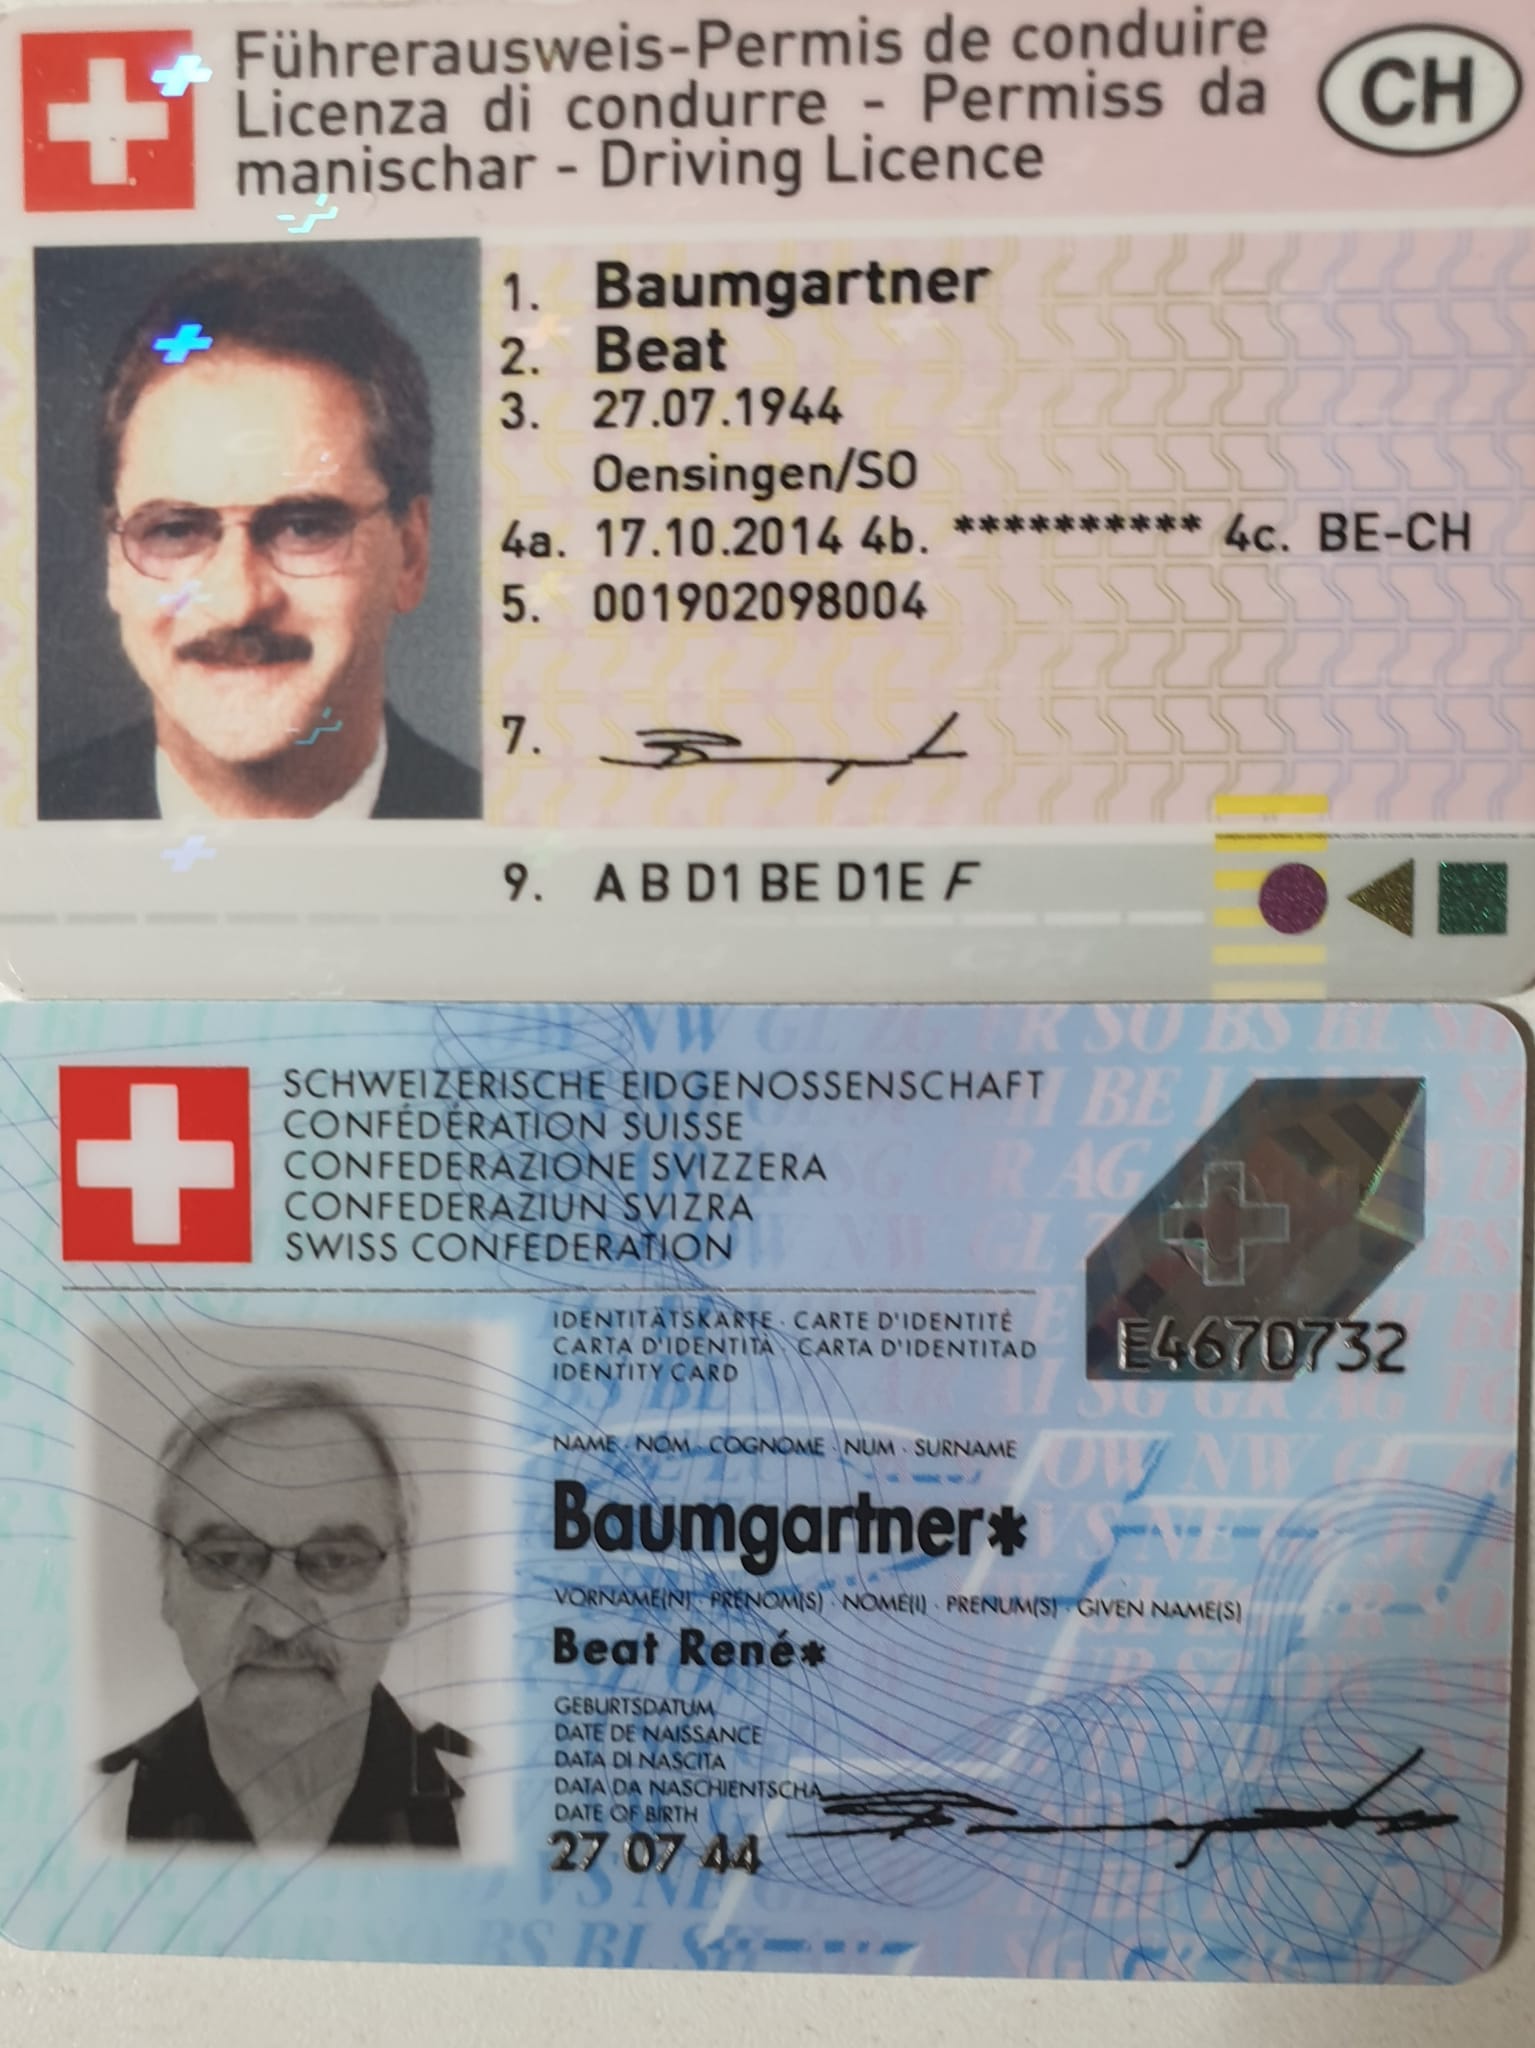 Führerausweis-Permis de conduire
Licenza di condurre - Permiss da
manischar - Driving Licence
CH
1. Baumgartner
2. Beat
3. 27.07.1944
Oensingen/SO
4a. 17.10.2014 4b. ********** 4c. BE-CH
5. 001902098004
7.
9. A B D1 BE D1E F
SCHWEIZERISCHE EIDGENOSSENSCHAFT
CONFÉDÉRATION SUISSE
CONFEDERAZIONE SVIZZERA
CONFEDERAZIUN SVIZRA
SWISS CONFEDERATION
IDENTITÄTSKARTE · CARTE D'IDENTITÉ
CARTA D'IDENTITÀ · CARTA D'IDENTITAD
IDENTITY CARD
E4670732
NAME · NOM · COGNOME · NUM · SURNAME
Baumgartner*
VORNAME(N) · PRÉNOM(S) · NOME(I) · PRENUM(S) · GIVEN NAME(S)
Beat René*
GEBURTSDATUM
DATE DE NAISSANCE
DATA DI NASCITA
DATA DA NASCHIENTSCHA
DATE OF BIRTH
27 07 44